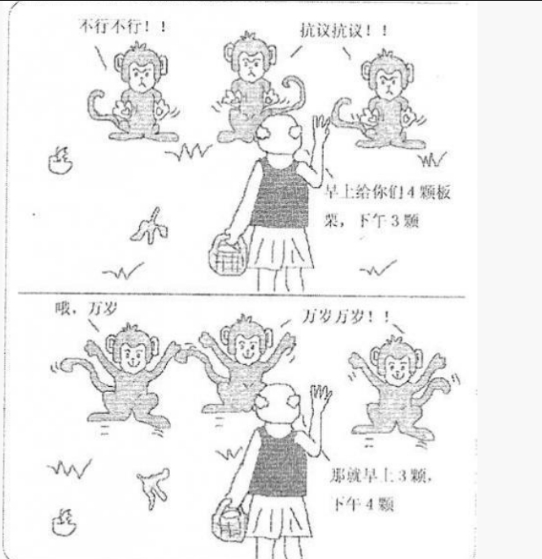 不行不行！！
抗议抗议！！
早上给你们4颗板
栗，下午3颗
哦，万岁
万岁万岁！！
那就早上3颗，
下午4颗